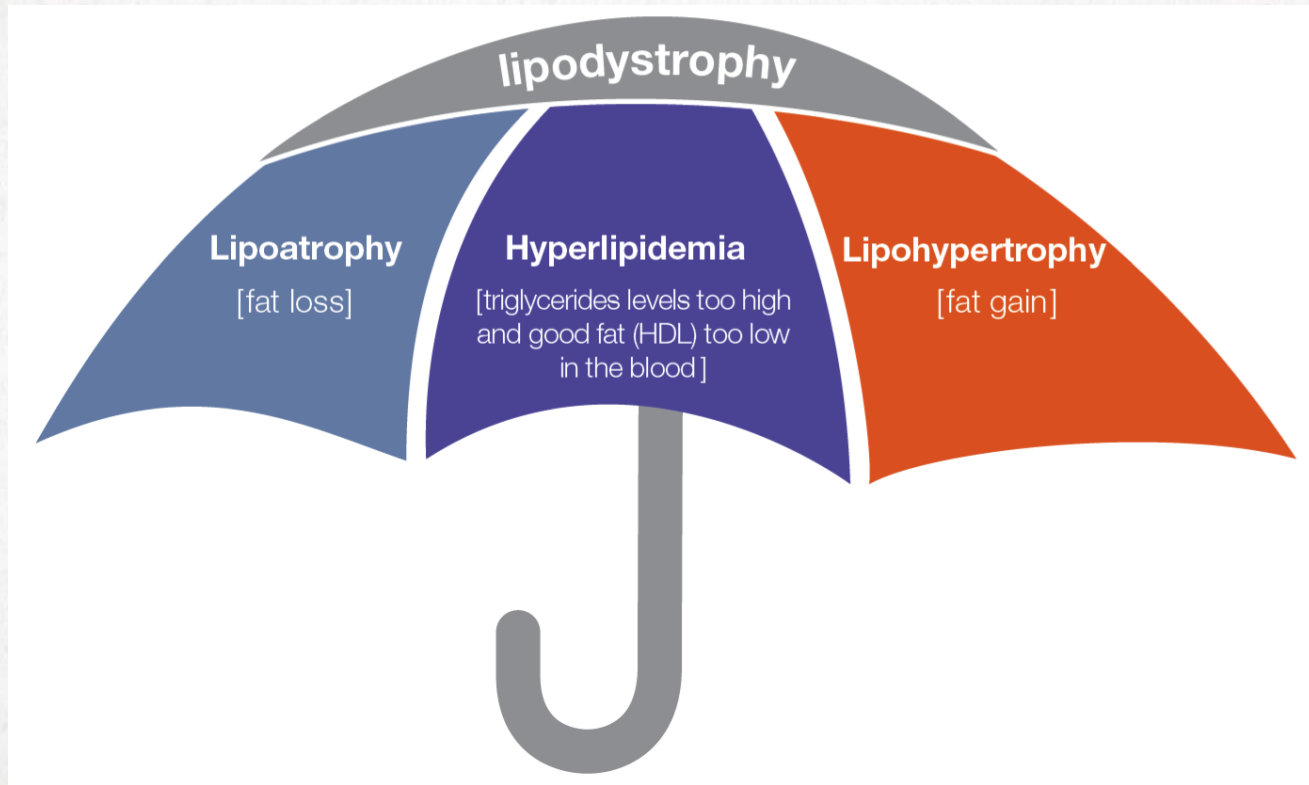 lipodystrophy
Lipoatrophy
[fat loss]
Hyperlipidemia
[triglycerides levels too high
and good fat (HDL) too low
in the blood ]
Lipohypertrophy
[fat gain]